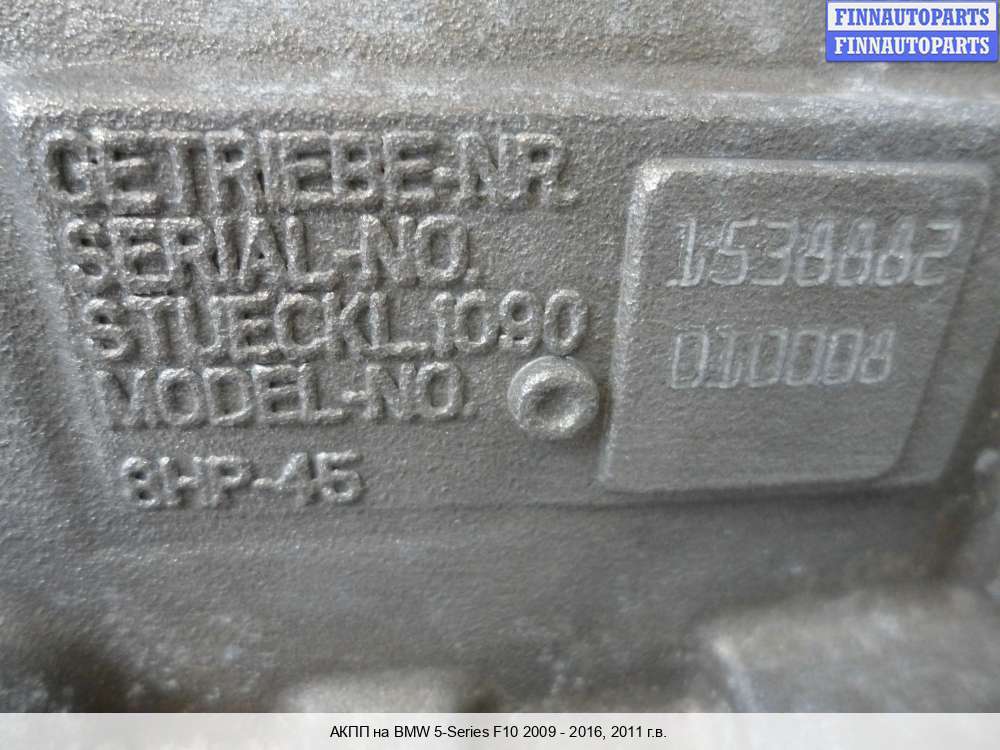 FINNAUTOPARTS
FINNAUTOPARTS
GETRIEBE-NR.
SERIAL-NO.
STUECKL.1090
MODEL-NO.
8HP-45
1538882
010008
АКПП на BMW 5-Series F10 2009 - 2016, 2011 г.в.